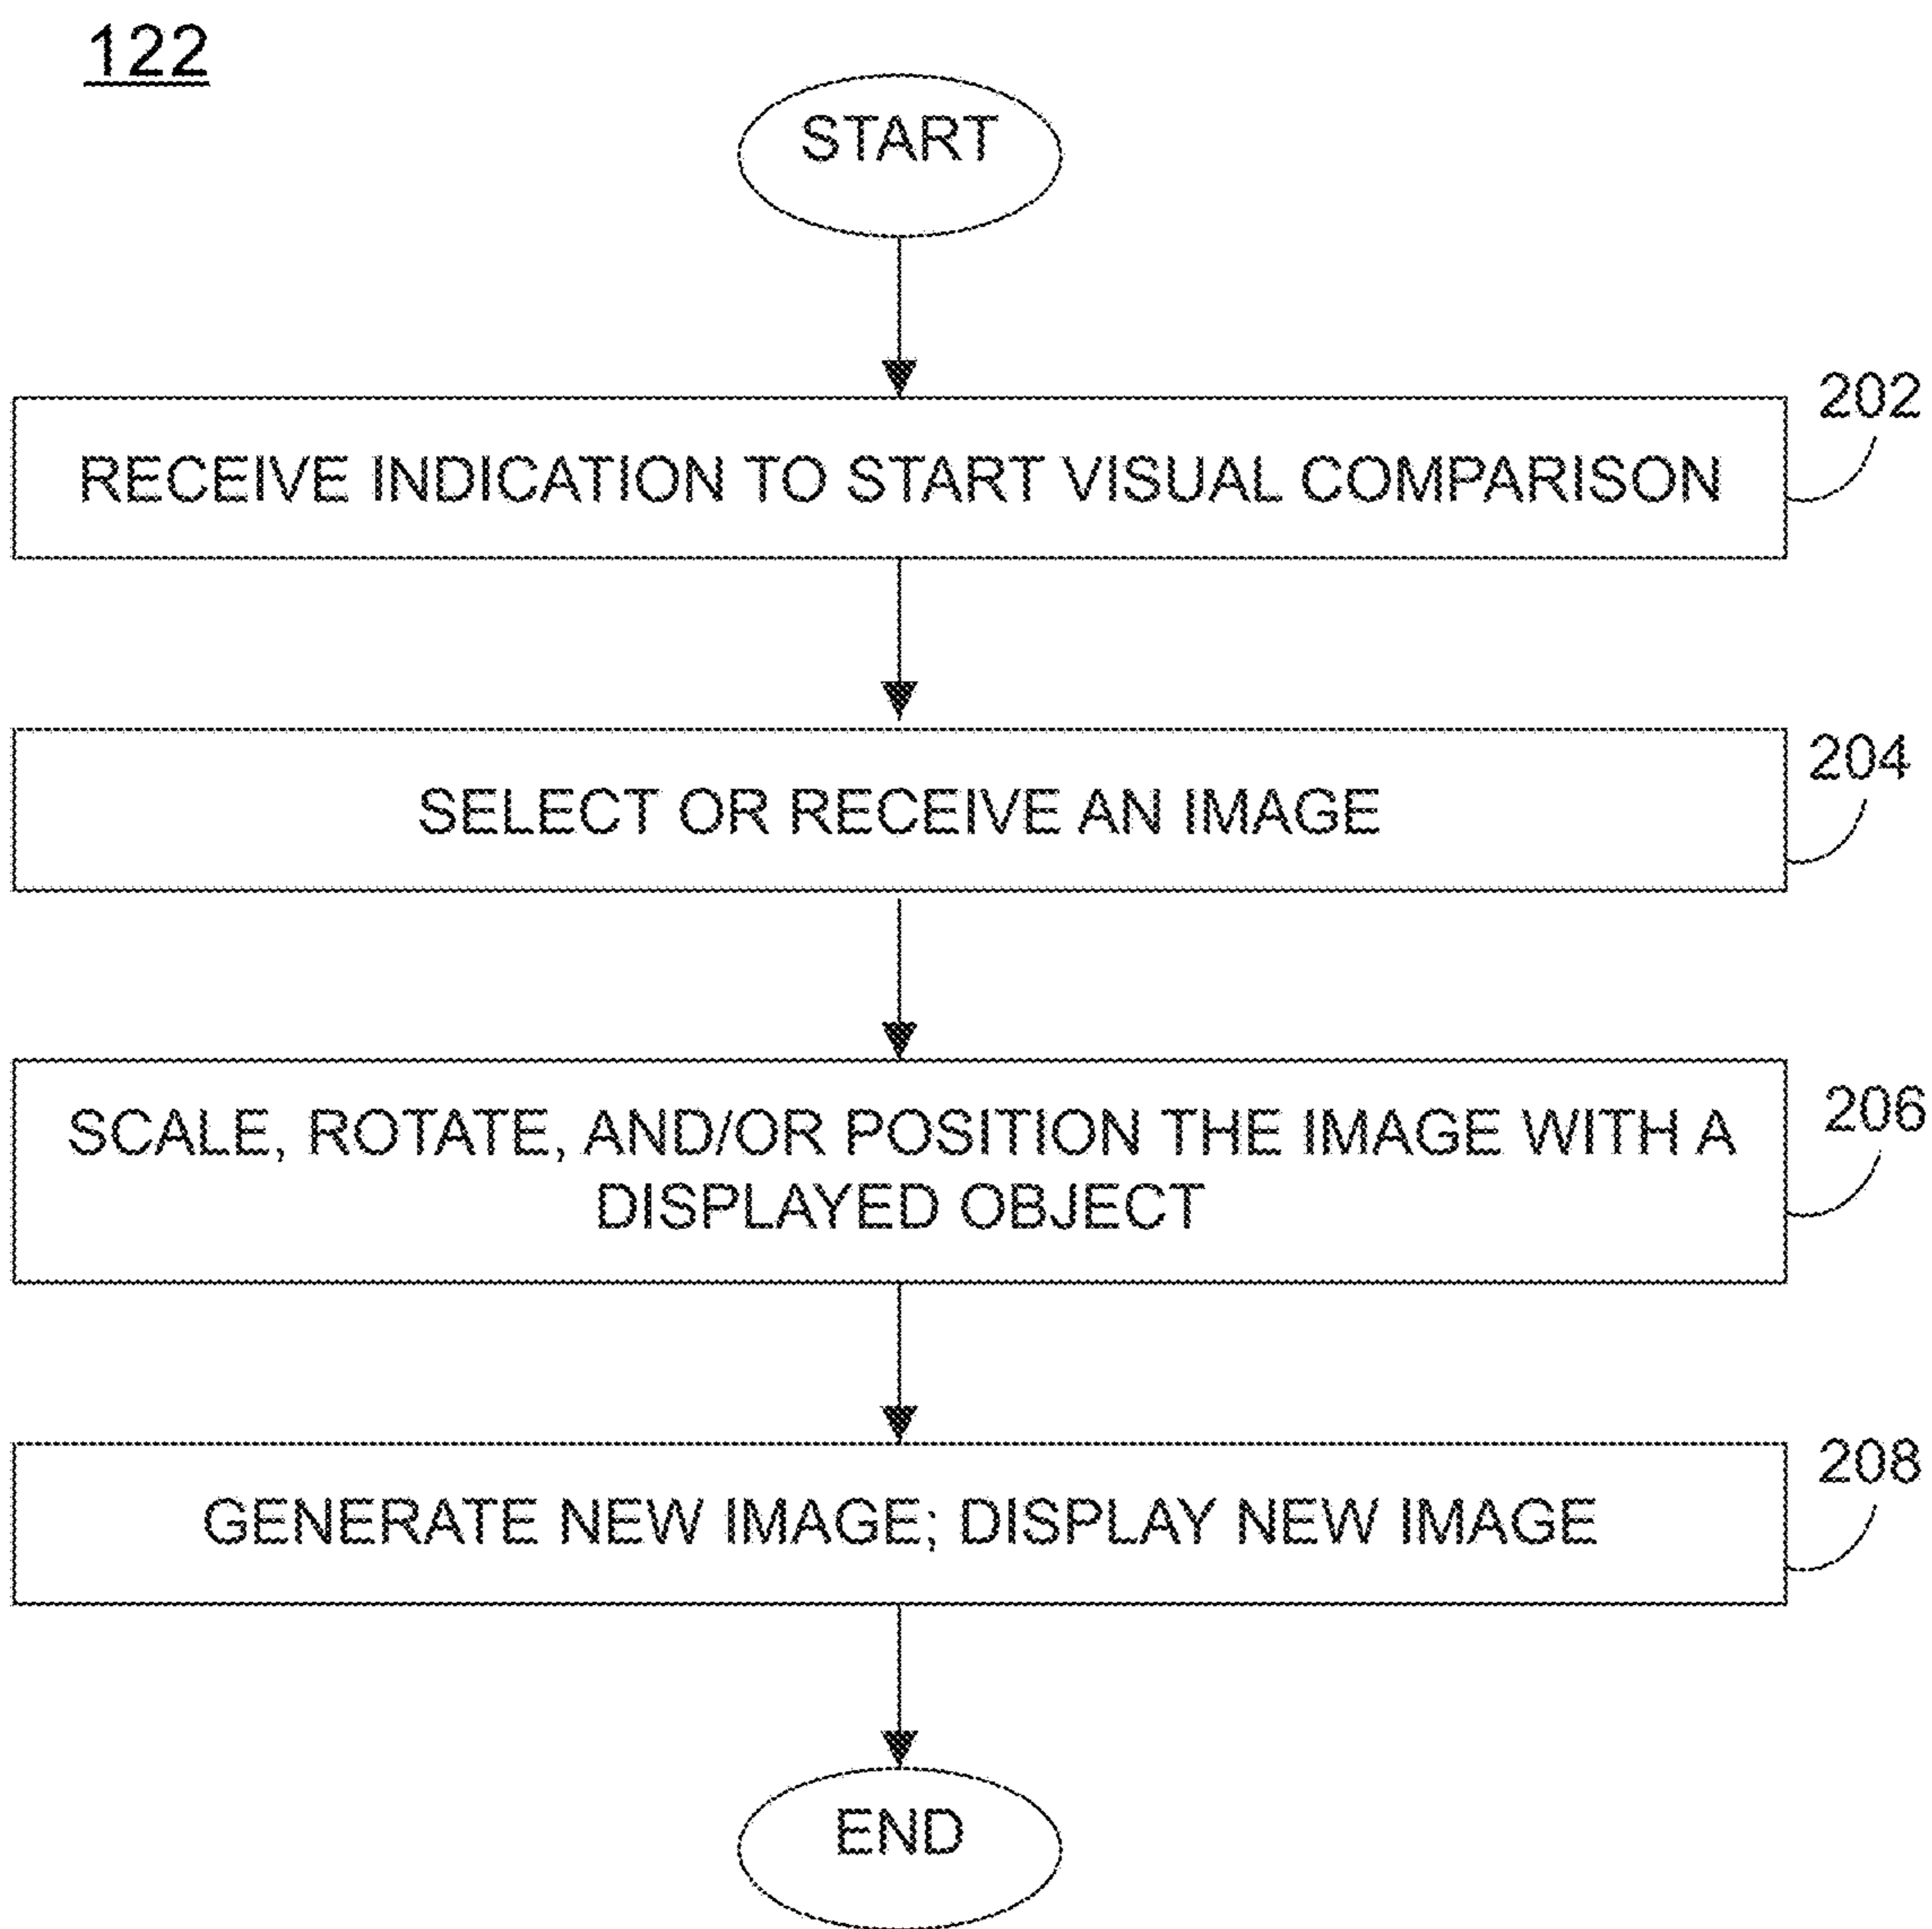 122
START
202
RECEIVE INDICATION TO START VISUAL COMPARISON
204
SELECT OR RECEIVE AN IMAGE
206
SCALE, ROTATE, AND/OR POSITION THE IMAGE WITH A
DISPLAYED OBJECT
208
GENERATE NEW IMAGE; DISPLAY NEW IMAGE
END